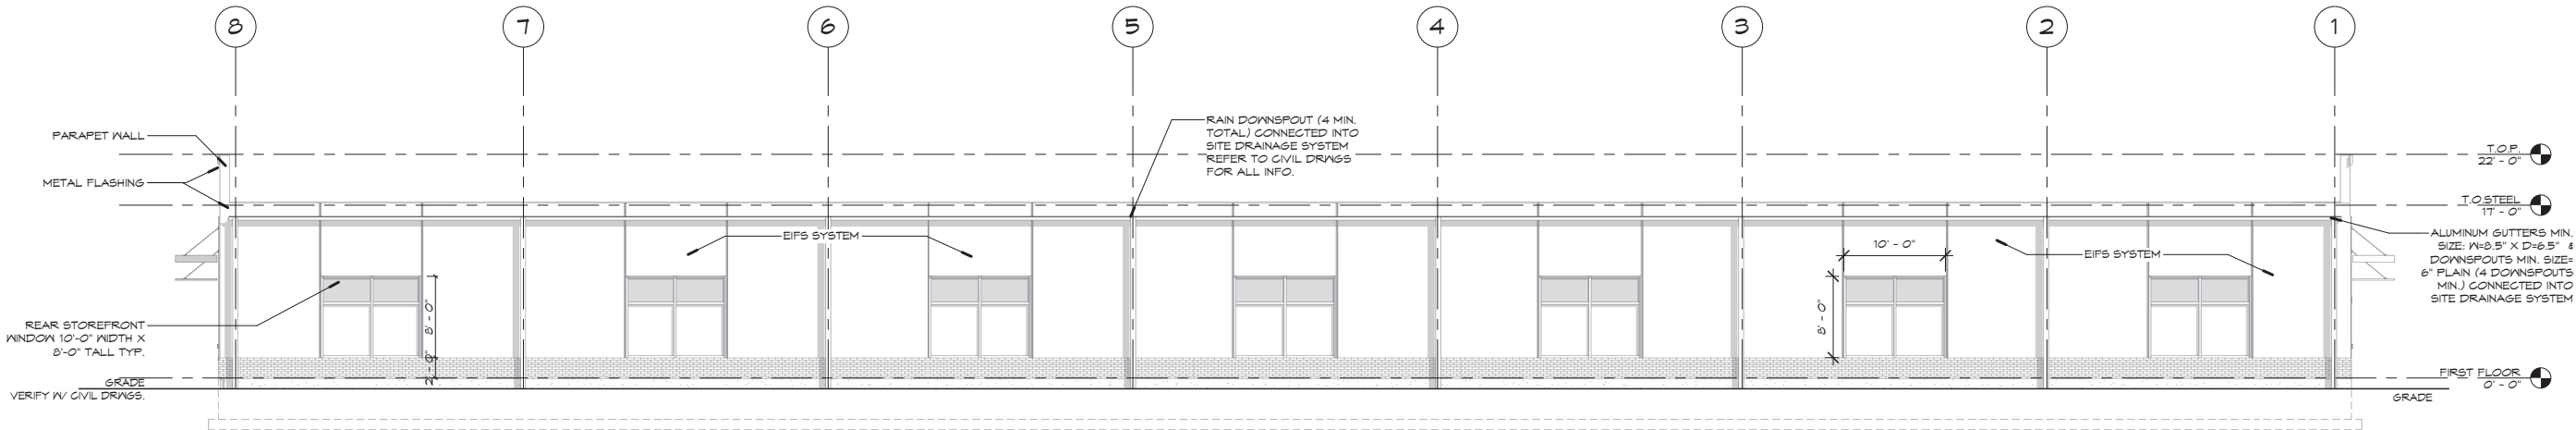 8 7 6 5 4 3 2 1
PARAPET WALL
METAL FLASHING
RAIN DOWNSPOUT (4 MIN.
TOTAL) CONNECTED INTO
SITE DRAINAGE SYSTEM
REFER TO CIVIL DRWGS
FOR ALL INFO.
T.O.P.
22' - 0"
T.O.STEEL
17' - 0"
EIFS SYSTEM
10' - 0"
EIFS SYSTEM
ALUMINUM GUTTERS MIN.
SIZE: W=8.5" X D=6.5" &
DOWNSPOUTS MIN. SIZE=
6" PLAIN (4 DOWNSPOUTS
MIN.) CONNECTED INTO
SITE DRAINAGE SYSTEM
REAR STOREFRONT
WINDOW 10'-0" WIDTH X
8'-0" TALL TYP.
8' - 0"
2' - 0"
8' - 0"
GRADE
VERIFY W/ CIVIL DRWGS.
FIRST FLOOR
0' - 0"
GRADE